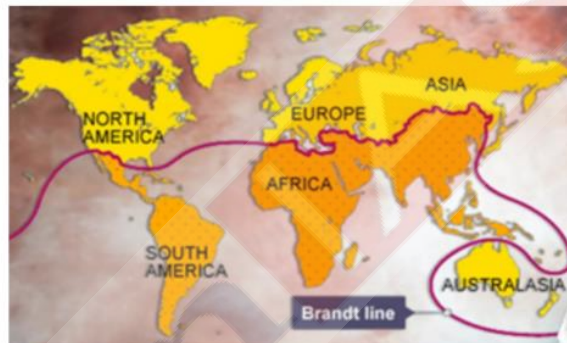 ASIA
NORTH
AMERICA
EUROPE
AFRICA
SOUTH
AMERICA
AUSTRALASIA
Brandt line